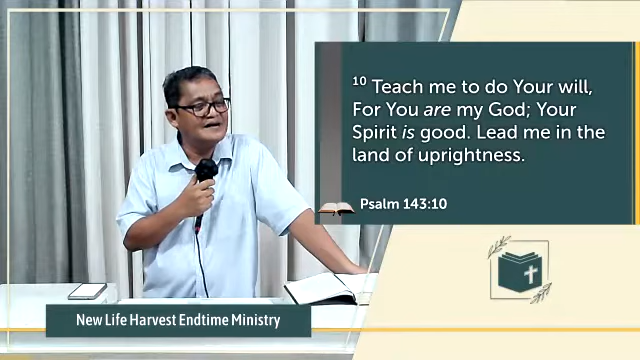 10 Teach me to do Your will,
For You are my God; Your
Spirit is good. Lead me in the
land of uprightness.
Psalm 143:10
New Life Harvest Endtime Ministry